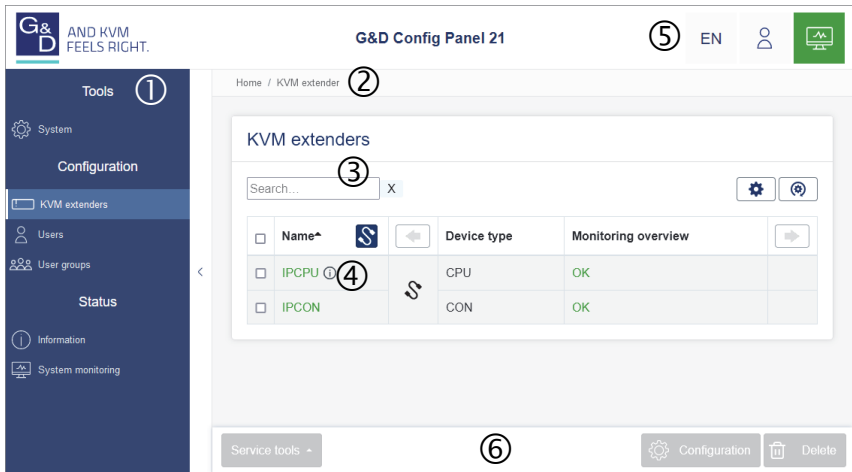 G&D AND KVM FEELS RIGHT.
G&D Config Panel 21
⑤ EN
Tools ①
System
Configuration
KVM extenders
Users
User groups
Status
Information
System monitoring
Home / KVM extender ②
KVM extenders
③
Search... X
Name Device type Monitoring overview
IPCPU ④ CPU OK
IPCON CON OK
Service tools ⑥ Configuration Delete